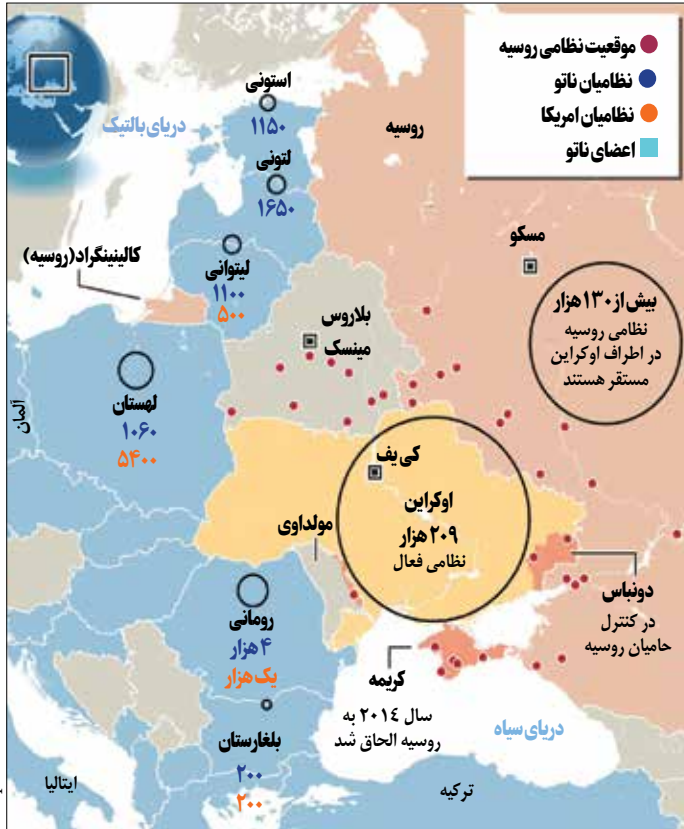 موقعیت نظامی روسیه
نظامیان ناتو
نظامیان امریکا
اعضای ناتو
استونی
۱۱۵۰
دریای بالتیک
روسیه
لتونی
۱۶۵۰
مسکو
کالینینگراد(روسیه)
لیتوانی
۱۱۰۰
۵۰۰
بلاروس
مینسک
بیش از ۱۳۰ هزار
نظامی روسیه
در اطراف اوکراین
مستقر هستند
آلمان
لهستان
۱۰۶۰
۵۴۰۰
کی‌یف
اوکراین
۲۰۹ هزار
نظامی فعال
مولداوی
دونباس
در کنترل
حامیان روسیه
رومانی
۴ هزار
یک هزار
کریمه
سال ۲۰۱٤ به
روسیه الحاق شد
دریای سیاه
بلغارستان
۲۰۰
۲۰۰
ایتالیا
ترکیه